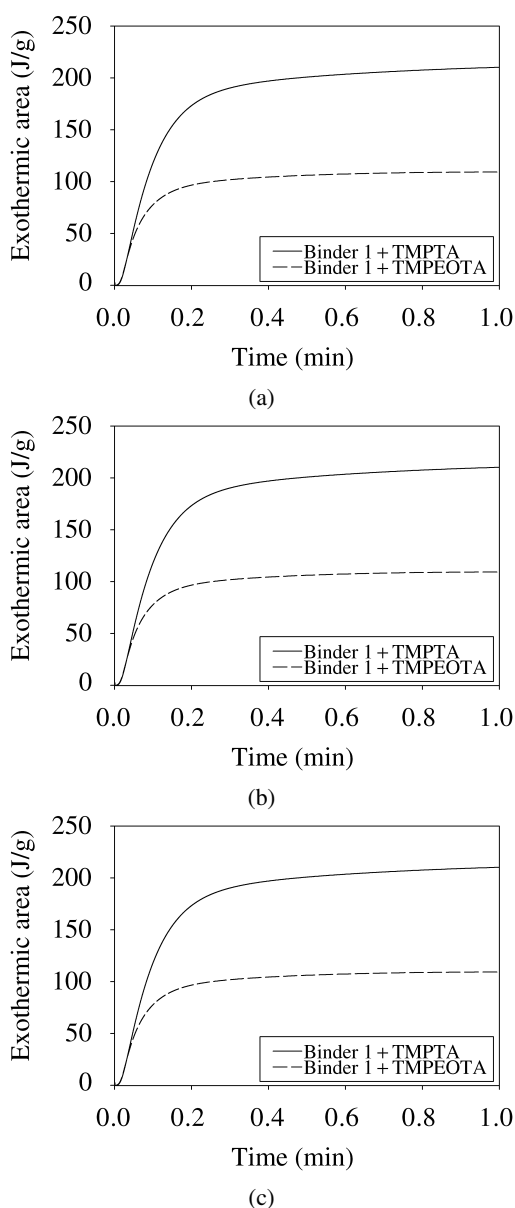 250
200
150
100
50
0
Exothermic area (J/g)
Binder 1 + TMPTA
Binder 1 + TMPEOTA
0.0 0.2 0.4 0.6 0.8 1.0
Time (min)
(a)
250
200
150
100
50
0
Exothermic area (J/g)
Binder 1 + TMPTA
Binder 1 + TMPEOTA
0.0 0.2 0.4 0.6 0.8 1.0
Time (min)
(b)
250
200
150
100
50
0
Exothermic area (J/g)
Binder 1 + TMPTA
Binder 1 + TMPEOTA
0.0 0.2 0.4 0.6 0.8 1.0
Time (min)
(c)